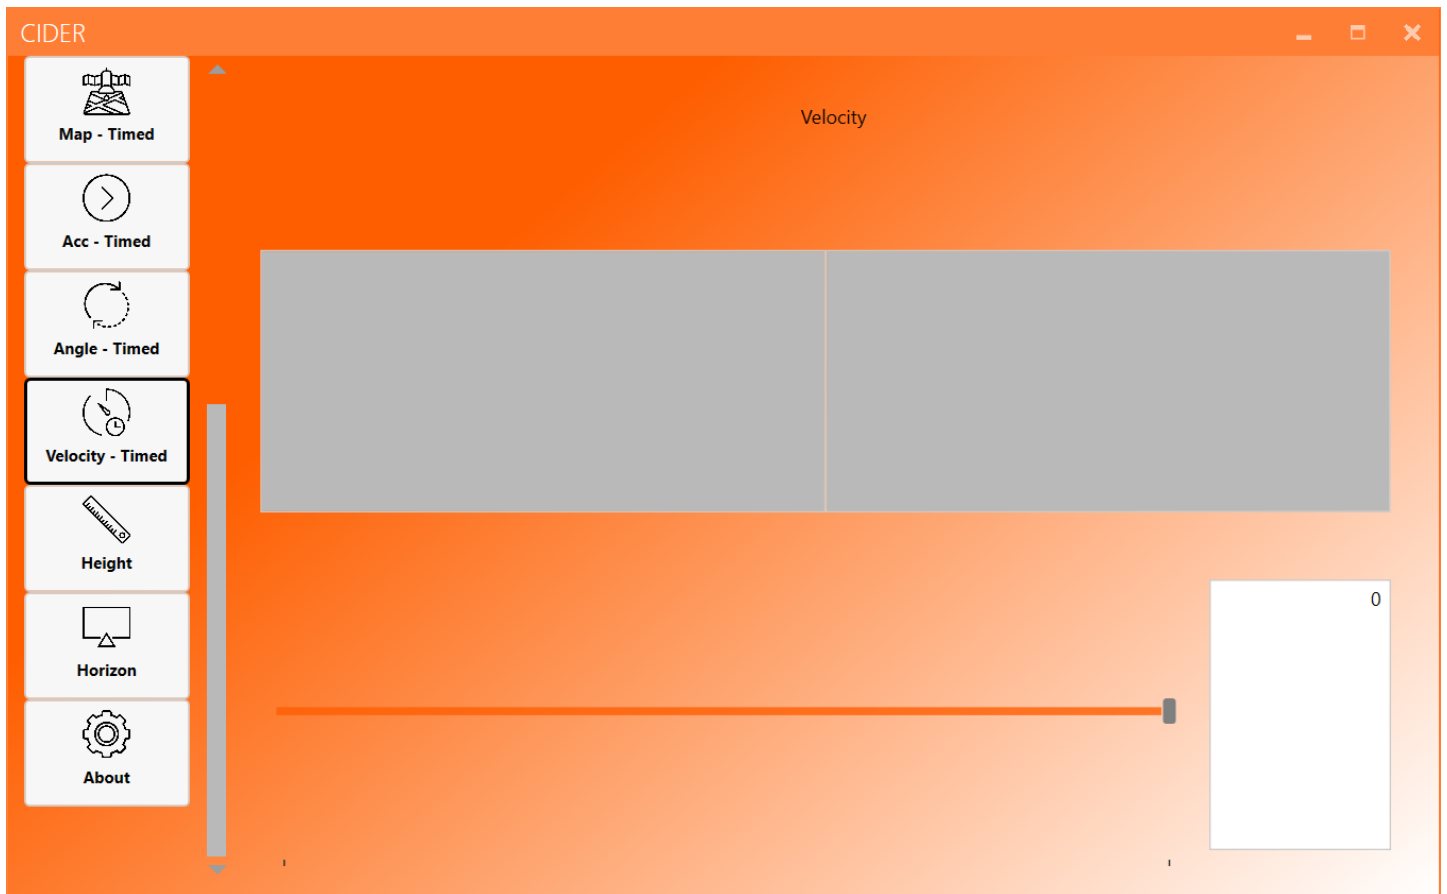 CIDER
Map - Timed
Acc - Timed
Angle - Timed
Velocity - Timed
Height
Horizon
About
Velocity
0